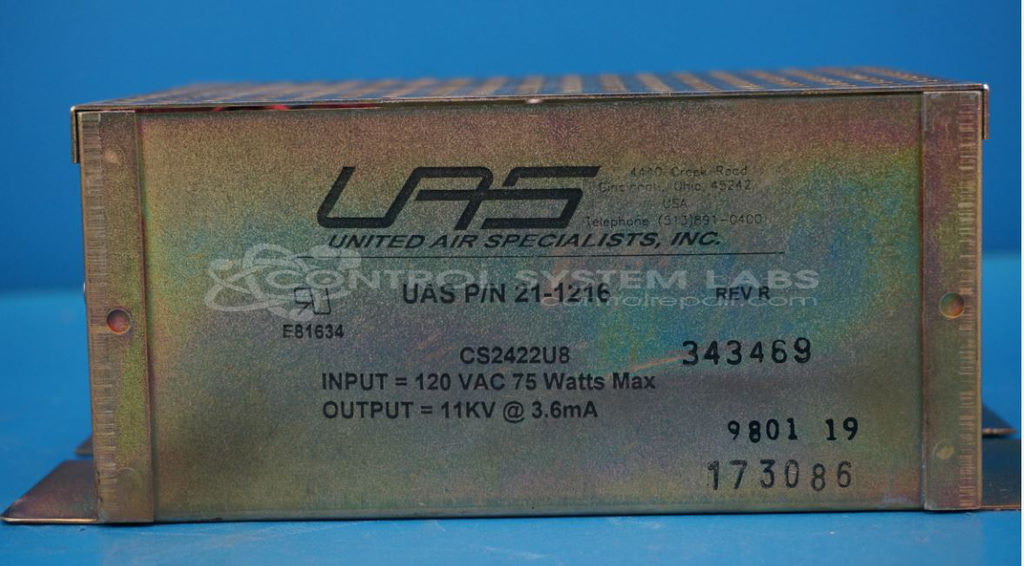 UAS
4440 Creek Road
Cincinnati, Ohio, 45242
USA
Telephone (513)891-0400
UNITED AIR SPECIALISTS, INC.
CONTROL SYSTEM LABS
UAS P/N 21-1216 REV R
E81634
CS2422U8 343469
INPUT = 120 VAC 75 Watts Max
OUTPUT = 11KV @ 3.6mA
9801 19
173086